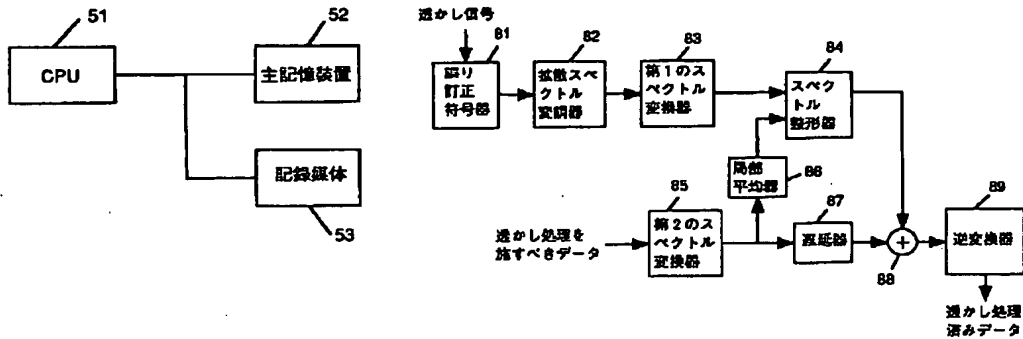 51
CPU
52
主記憶装置
記録媒体
53
透かし信号
81
誤り
訂正
符号器
82
拡散スペ
クトル
変調器
83
第1のス
ペクトル
変換器
84
スペク
トル
整形器
局部
平均器
86
85
第2のス
ペクトル
変換器
透かし処理を
施すべきデータ
87
遅延器
+
88
89
逆変換器
透かし処理
済みデータ